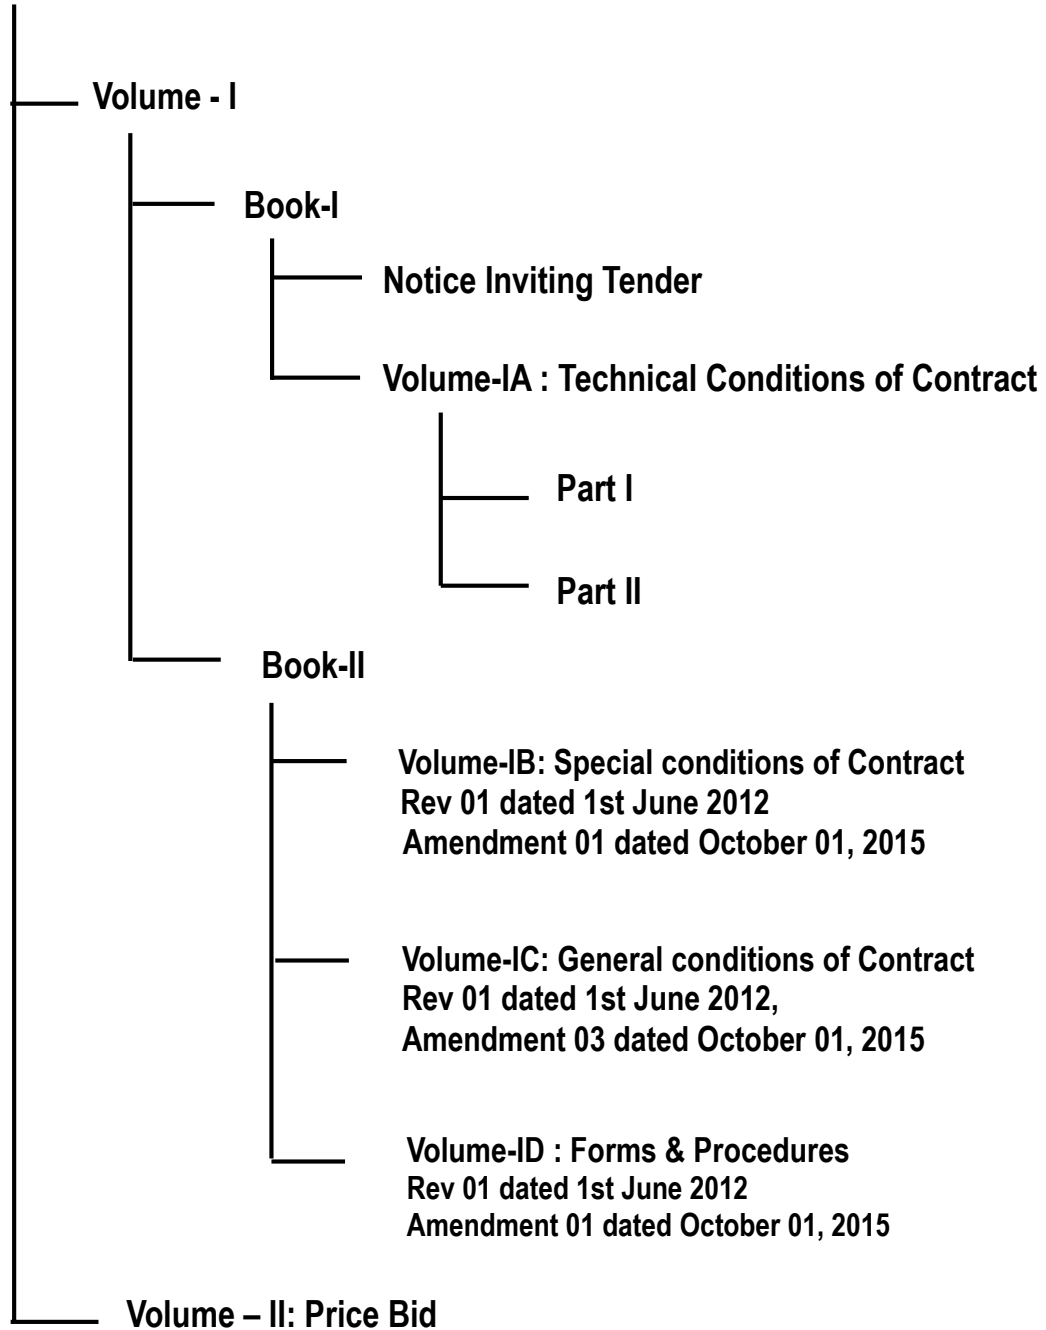 Volume - I
Book-I
Notice Inviting Tender
Volume-IA : Technical Conditions of Contract
Part I
Part II
Book-II
Volume-IB: Special conditions of Contract
Rev 01 dated 1st June 2012
Amendment 01 dated October 01, 2015
Volume-IC: General conditions of Contract
Rev 01 dated 1st June 2012,
Amendment 03 dated October 01, 2015
Volume-ID : Forms & Procedures
Rev 01 dated 1st June 2012
Amendment 01 dated October 01, 2015
Volume – II: Price Bid